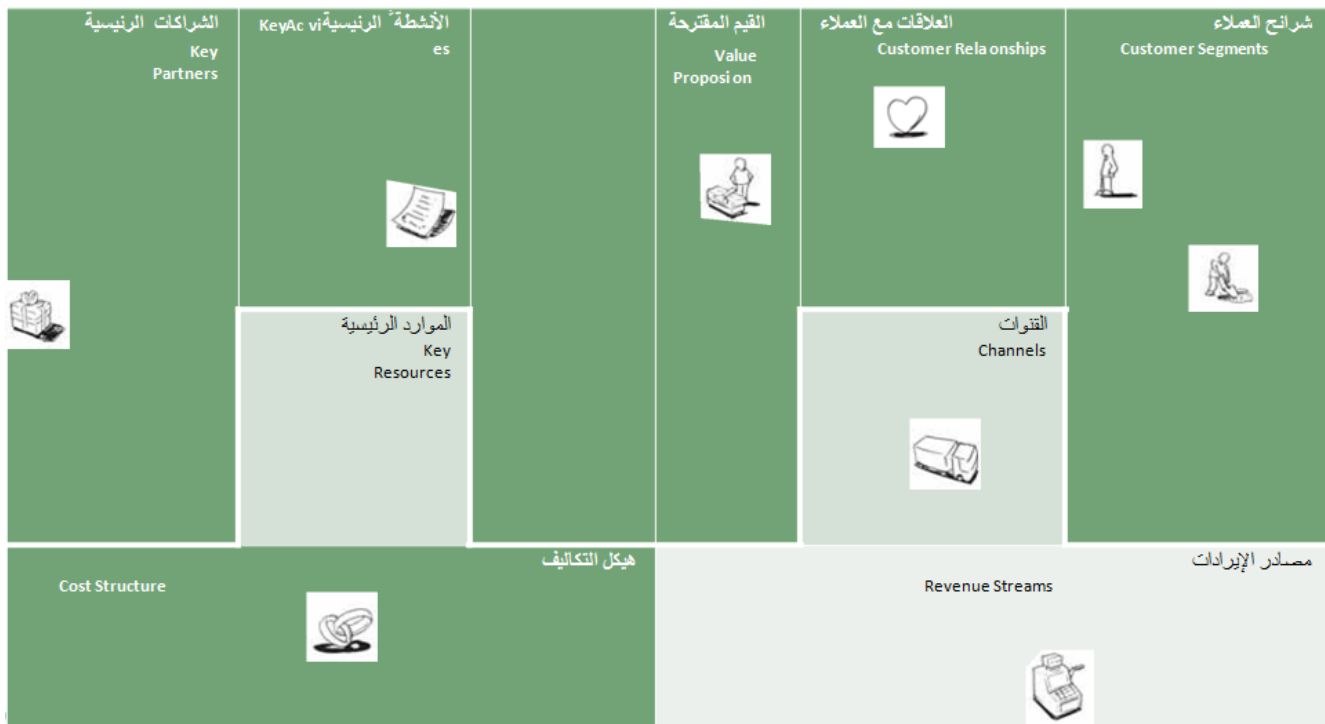 الشراكات الرئيسية
Key
Partners
الأنشطة الرئيسية KeyAc vi
es
القيم المقترحة
Value
Proposi on
العلاقات مع العملاء
Customer Rela onships
شرائح العملاء
Customer Segments
الموارد الرئيسية
Key
Resources
القنوات
Channels
هيكل التكاليف
Cost Structure
مصادر الإيرادات
Revenue Streams